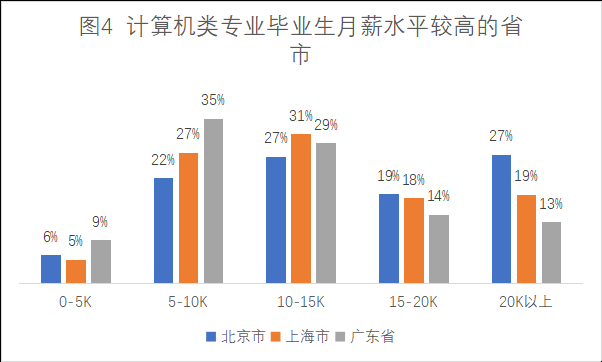 图4 计算机类专业毕业生月薪水平较高的省
市
6% 5% 9%
22% 27% 35%
27% 31% 29%
19% 18% 14%
27% 19% 13%
0-5K 5-10K 10-15K 15-20K 20K以上
北京市 上海市 广东省